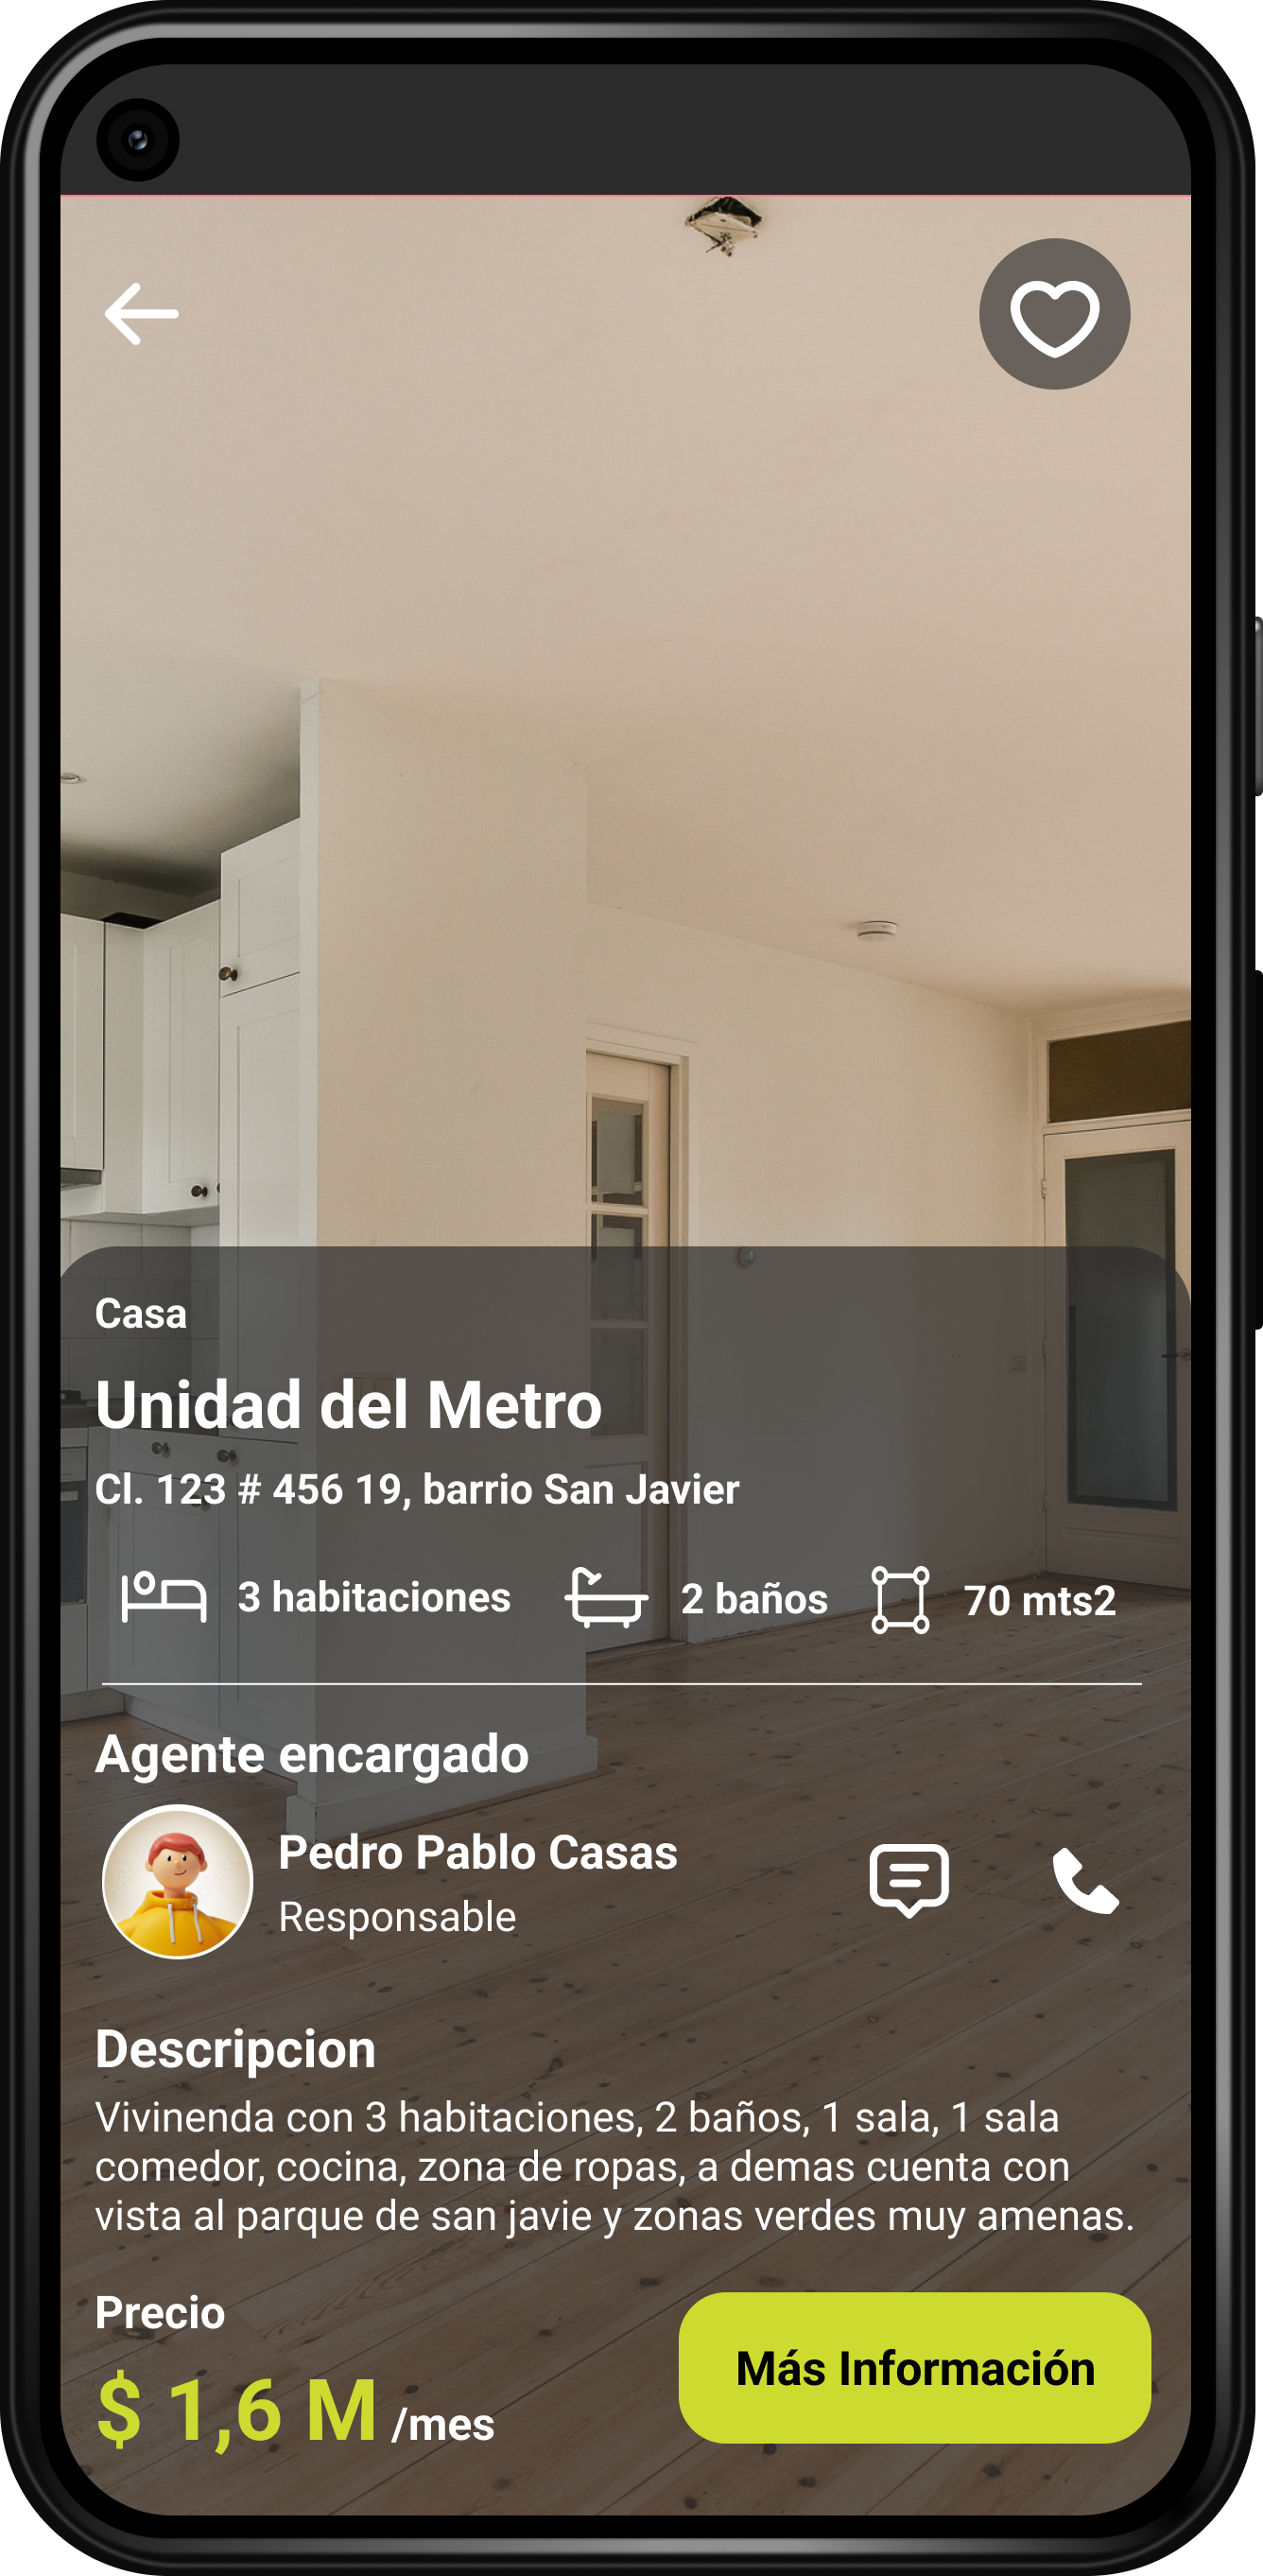 Casa
Unidad del Metro
Cl. 123 # 456 19, barrio San Javier
3 habitaciones
2 baños
70 mts2
Agente encargado
Pedro Pablo Casas
Responsable
Descripcion
Vivinenda con 3 habitaciones, 2 baños, 1 sala, 1 sala
comedor, cocina, zona de ropas, a demas cuenta con
vista al parque de san javie y zonas verdes muy amenas.
Precio
$ 1,6 M /mes
Más Información